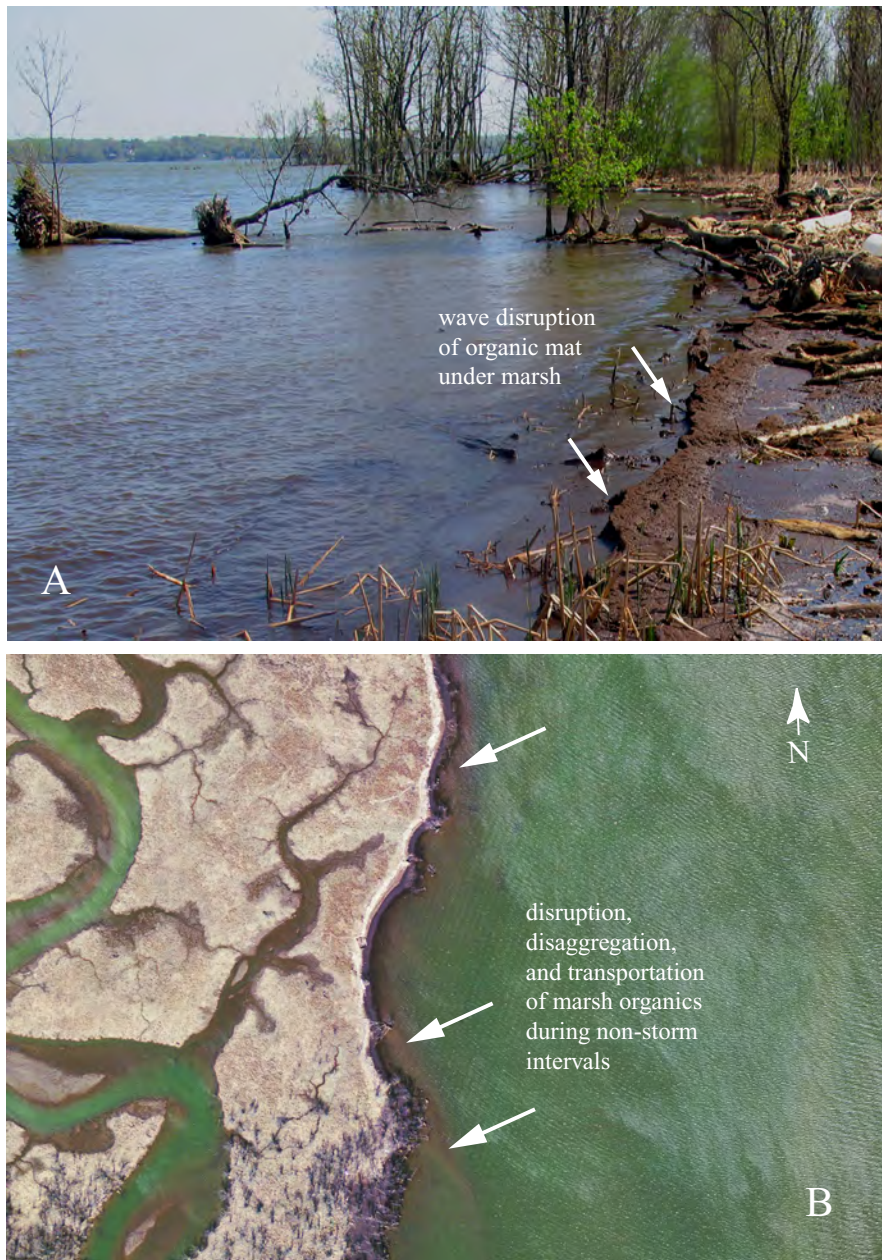 wave disruption
of organic mat
under marsh
A
N
disruption,
disaggregation,
and transportation
of marsh organics
during non-storm
intervals
B